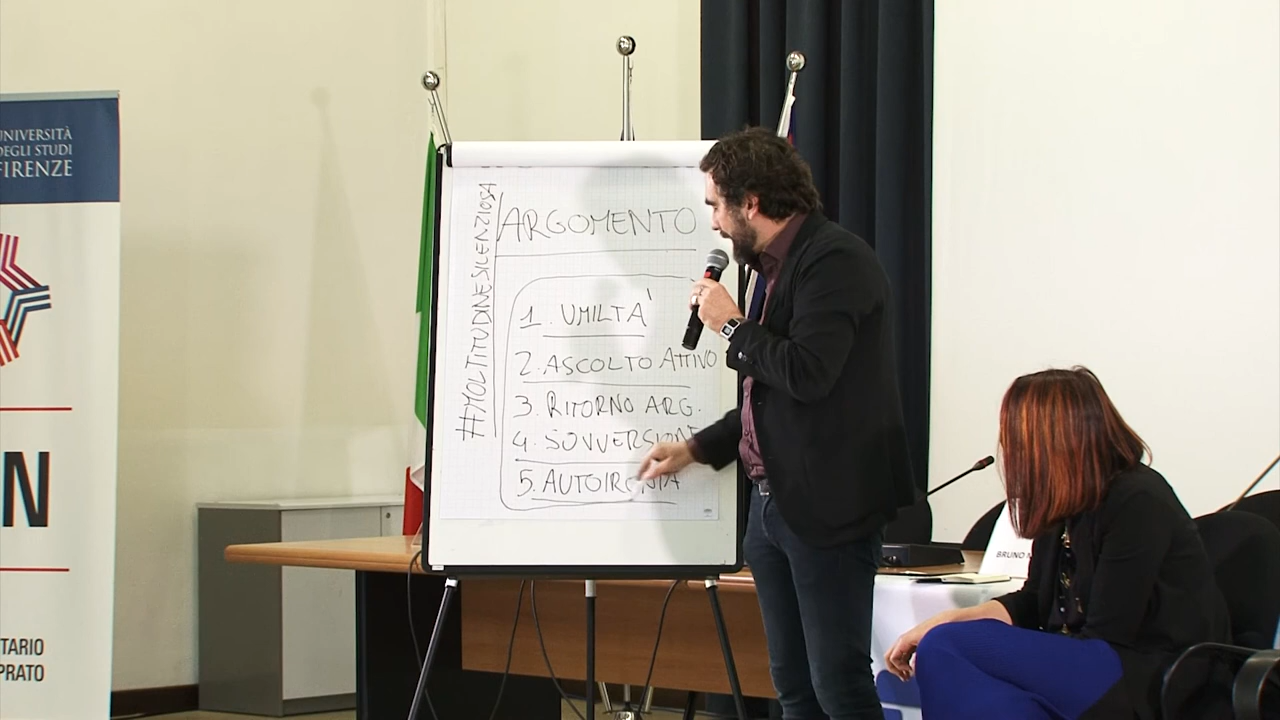 UNIVERSITÀ
DEGLI STUDI
FIRENZE
N
TARIO
PRATO
#MOLTITUDINESILENZIOSA
ARGOMENTO
1. UMILTA'
2. ASCOLTO ATTIVO
3. RITORNO ARG.
4. SOVVERSIONE
5. AUTOIRONIA
BRUNO